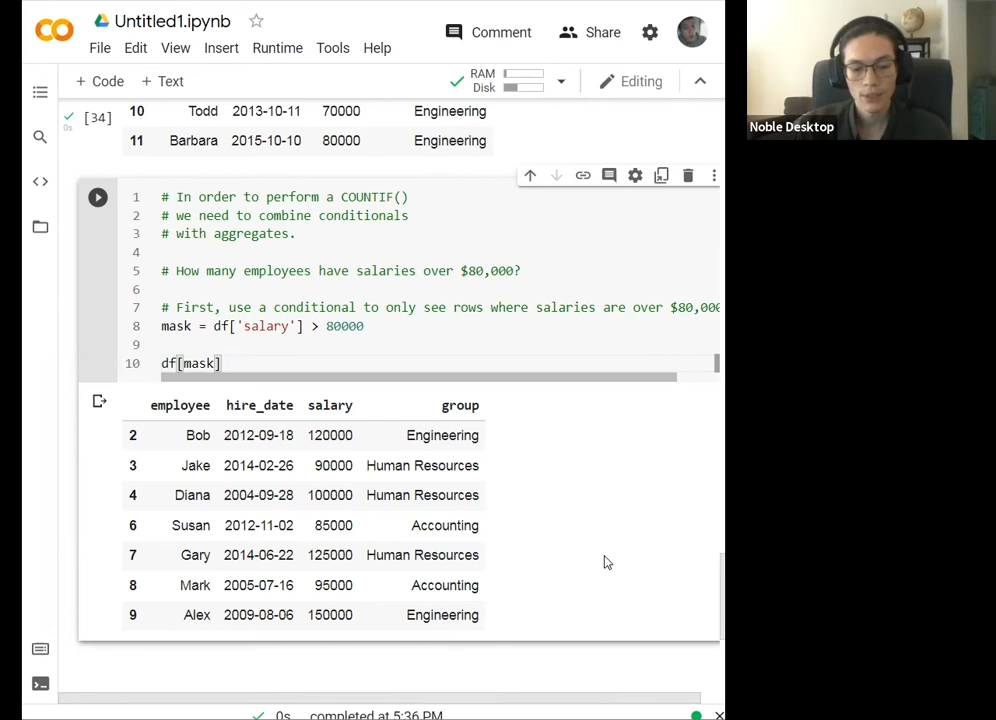 Untitled1.ipynb
File Edit View Insert Runtime Tools Help
Comment
Share
+ Code + Text
RAM
Disk
Editing
Noble Desktop
[34]
0s
10 Todd 2013-10-11 70000 Engineering
11 Barbara 2015-10-10 80000 Engineering
1 # In order to perform a COUNTIF()
2 # we need to combine conditionals
3 # with aggregates.
4
5 # How many employees have salaries over $80,000?
6
7 # First, use a conditional to only see rows where salaries are over $80,000
8 mask = df['salary'] > 80000
9
10 df[mask]
employee hire_date salary group
2 Bob 2012-09-18 120000 Engineering
3 Jake 2014-02-26 90000 Human Resources
4 Diana 2004-09-28 100000 Human Resources
6 Susan 2012-11-02 85000 Accounting
7 Gary 2014-06-22 125000 Human Resources
8 Mark 2005-07-16 95000 Accounting
9 Alex 2009-08-06 150000 Engineering
0s completed at 5:36 PM